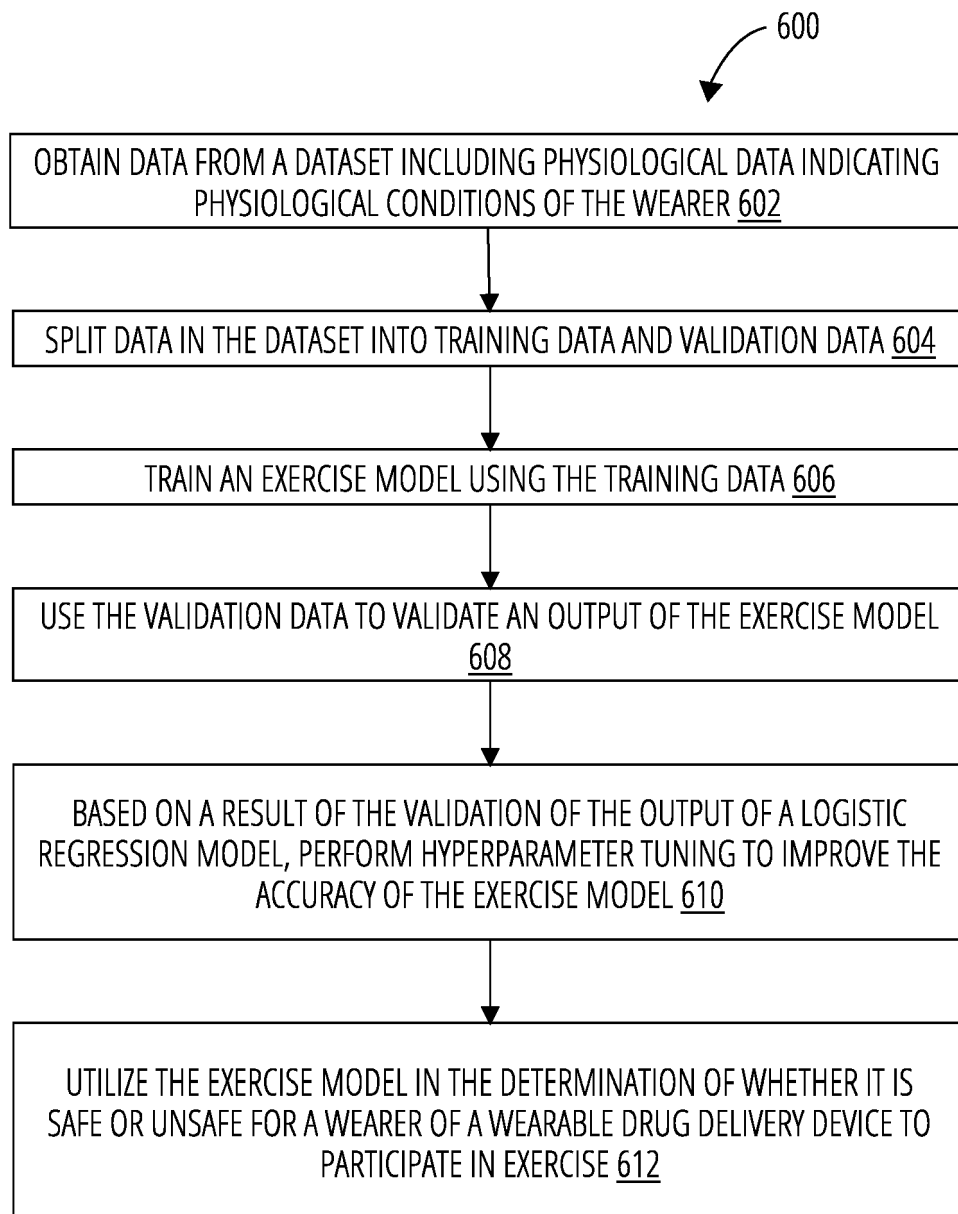 600
OBTAIN DATA FROM A DATASET INCLUDING PHYSIOLOGICAL DATA INDICATING
PHYSIOLOGICAL CONDITIONS OF THE WEARER 602
SPLIT DATA IN THE DATASET INTO TRAINING DATA AND VALIDATION DATA 604
TRAIN AN EXERCISE MODEL USING THE TRAINING DATA 606
USE THE VALIDATION DATA TO VALIDATE AN OUTPUT OF THE EXERCISE MODEL
608
BASED ON A RESULT OF THE VALIDATION OF THE OUTPUT OF A LOGISTIC
REGRESSION MODEL, PERFORM HYPERPARAMETER TUNING TO IMPROVE THE
ACCURACY OF THE EXERCISE MODEL 610
UTILIZE THE EXERCISE MODEL IN THE DETERMINATION OF WHETHER IT IS
SAFE OR UNSAFE FOR A WEARER OF A WEARABLE DRUG DELIVERY DEVICE TO
PARTICIPATE IN EXERCISE 612